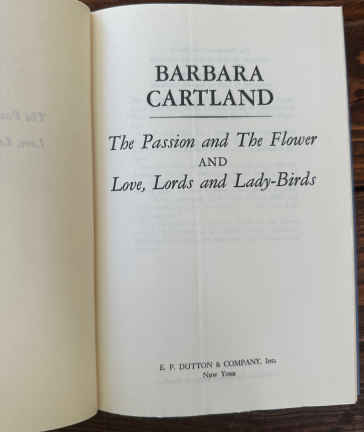 BARBARA
CARTLAND
The Passion and The Flower
AND
Love, Lords and Lady-Birds
E. P. DUTTON & COMPANY, INC.
New York